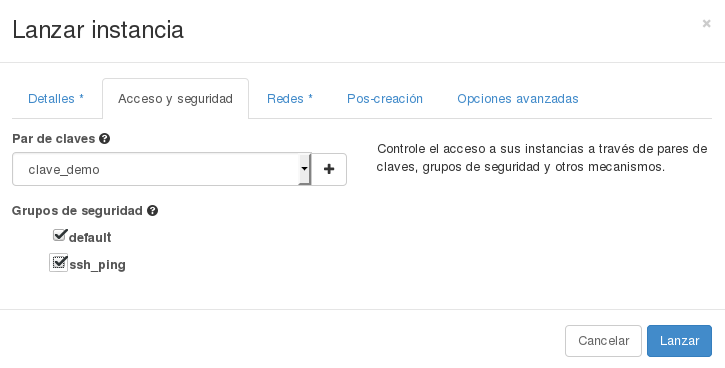 Lanzar instancia
×
Detalles * Acceso y seguridad Redes * Pos-creación Opciones avanzadas
Par de claves
clave_demo
Controle el acceso a sus instancias a través de pares de
claves, grupos de seguridad y otros mecanismos.
Grupos de seguridad
default
ssh_ping
Cancelar Lanzar